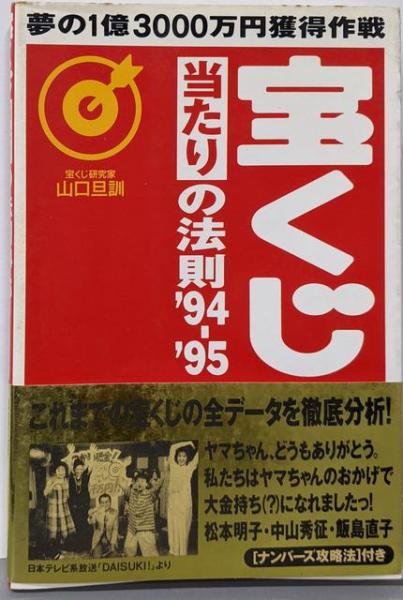 夢の1億3000万円獲得作戦
宝くじ
当たりの法則
'94-'95
宝くじ研究家
山口旦訓
これまでの宝くじの全データを徹底分析!
ヤマちゃん、どうもありがとう。
私たちはヤマちゃんのおかげで
大金持ち(?)になれましたっ!
松本明子・中山秀征・飯島直子
[ナンバーズ攻略法]付き
日本テレビ系放送「DAISUKI!」より